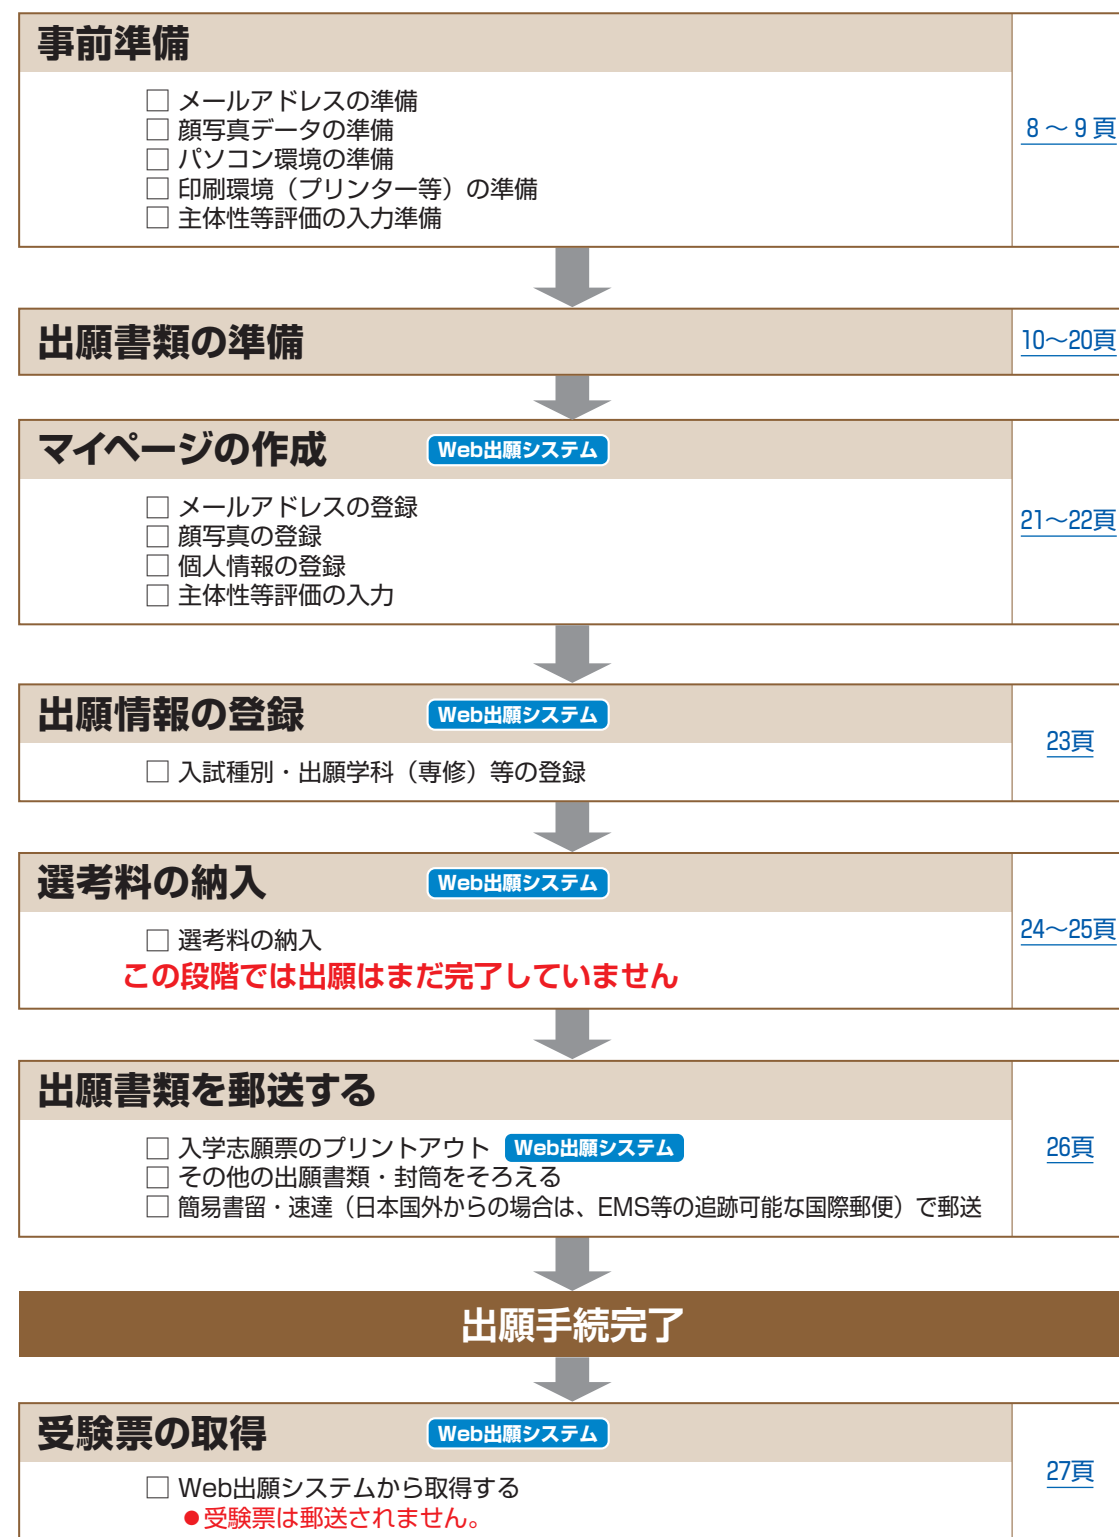 事前準備
□ メールアドレスの準備
□ 顔写真データの準備
□ パソコン環境の準備
□ 印刷環境（プリンター等）の準備
□ 主体性等評価の入力準備
8～9頁
出願書類の準備
10～20頁
マイページの作成 Web出願システム
□ メールアドレスの登録
□ 顔写真の登録
□ 個人情報の登録
□ 主体性等評価の入力
21～22頁
出願情報の登録 Web出願システム
□ 入試種別・出願学科（専修）等の登録
23頁
選考料の納入 Web出願システム
□ 選考料の納入
この段階では出願はまだ完了していません
24～25頁
出願書類を郵送する
□ 入学志願票のプリントアウト Web出願システム
□ その他の出願書類・封筒をそろえる
□ 簡易書留・速達（日本国外からの場合は、EMS等の追跡可能な国際郵便）で郵送
26頁
出願手続完了
受験票の取得 Web出願システム
□ Web出願システムから取得する
●受験票は郵送されません。
27頁